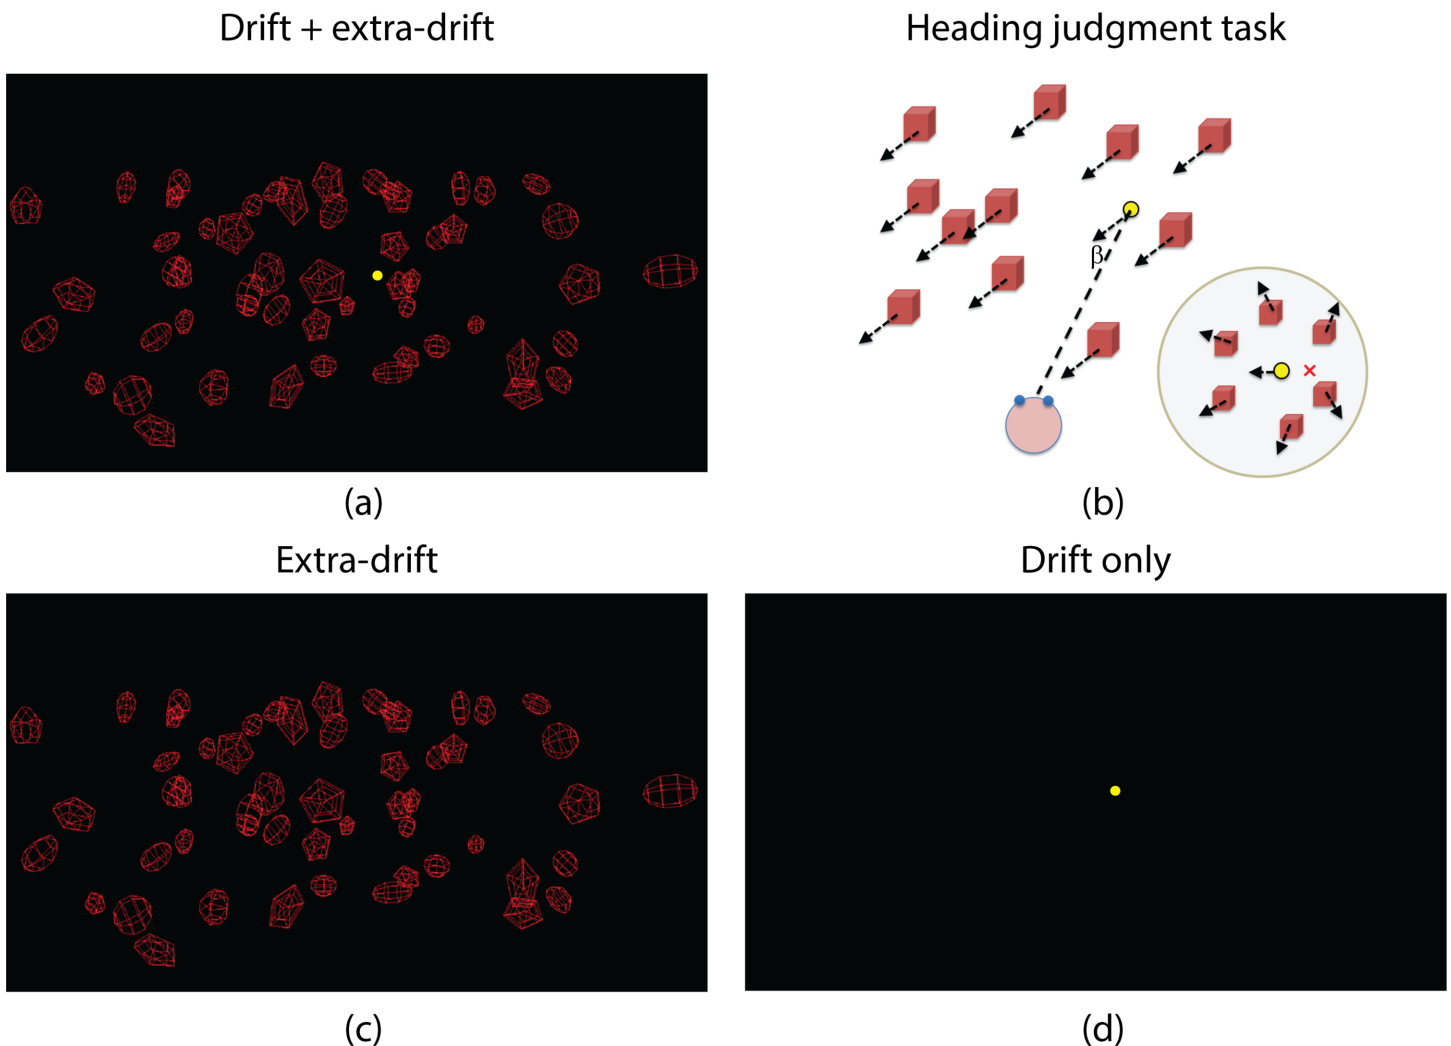 Drift + extra-drift
Heading judgment task
β
(a)
(b)
Extra-drift
Drift only
(c)
(d)